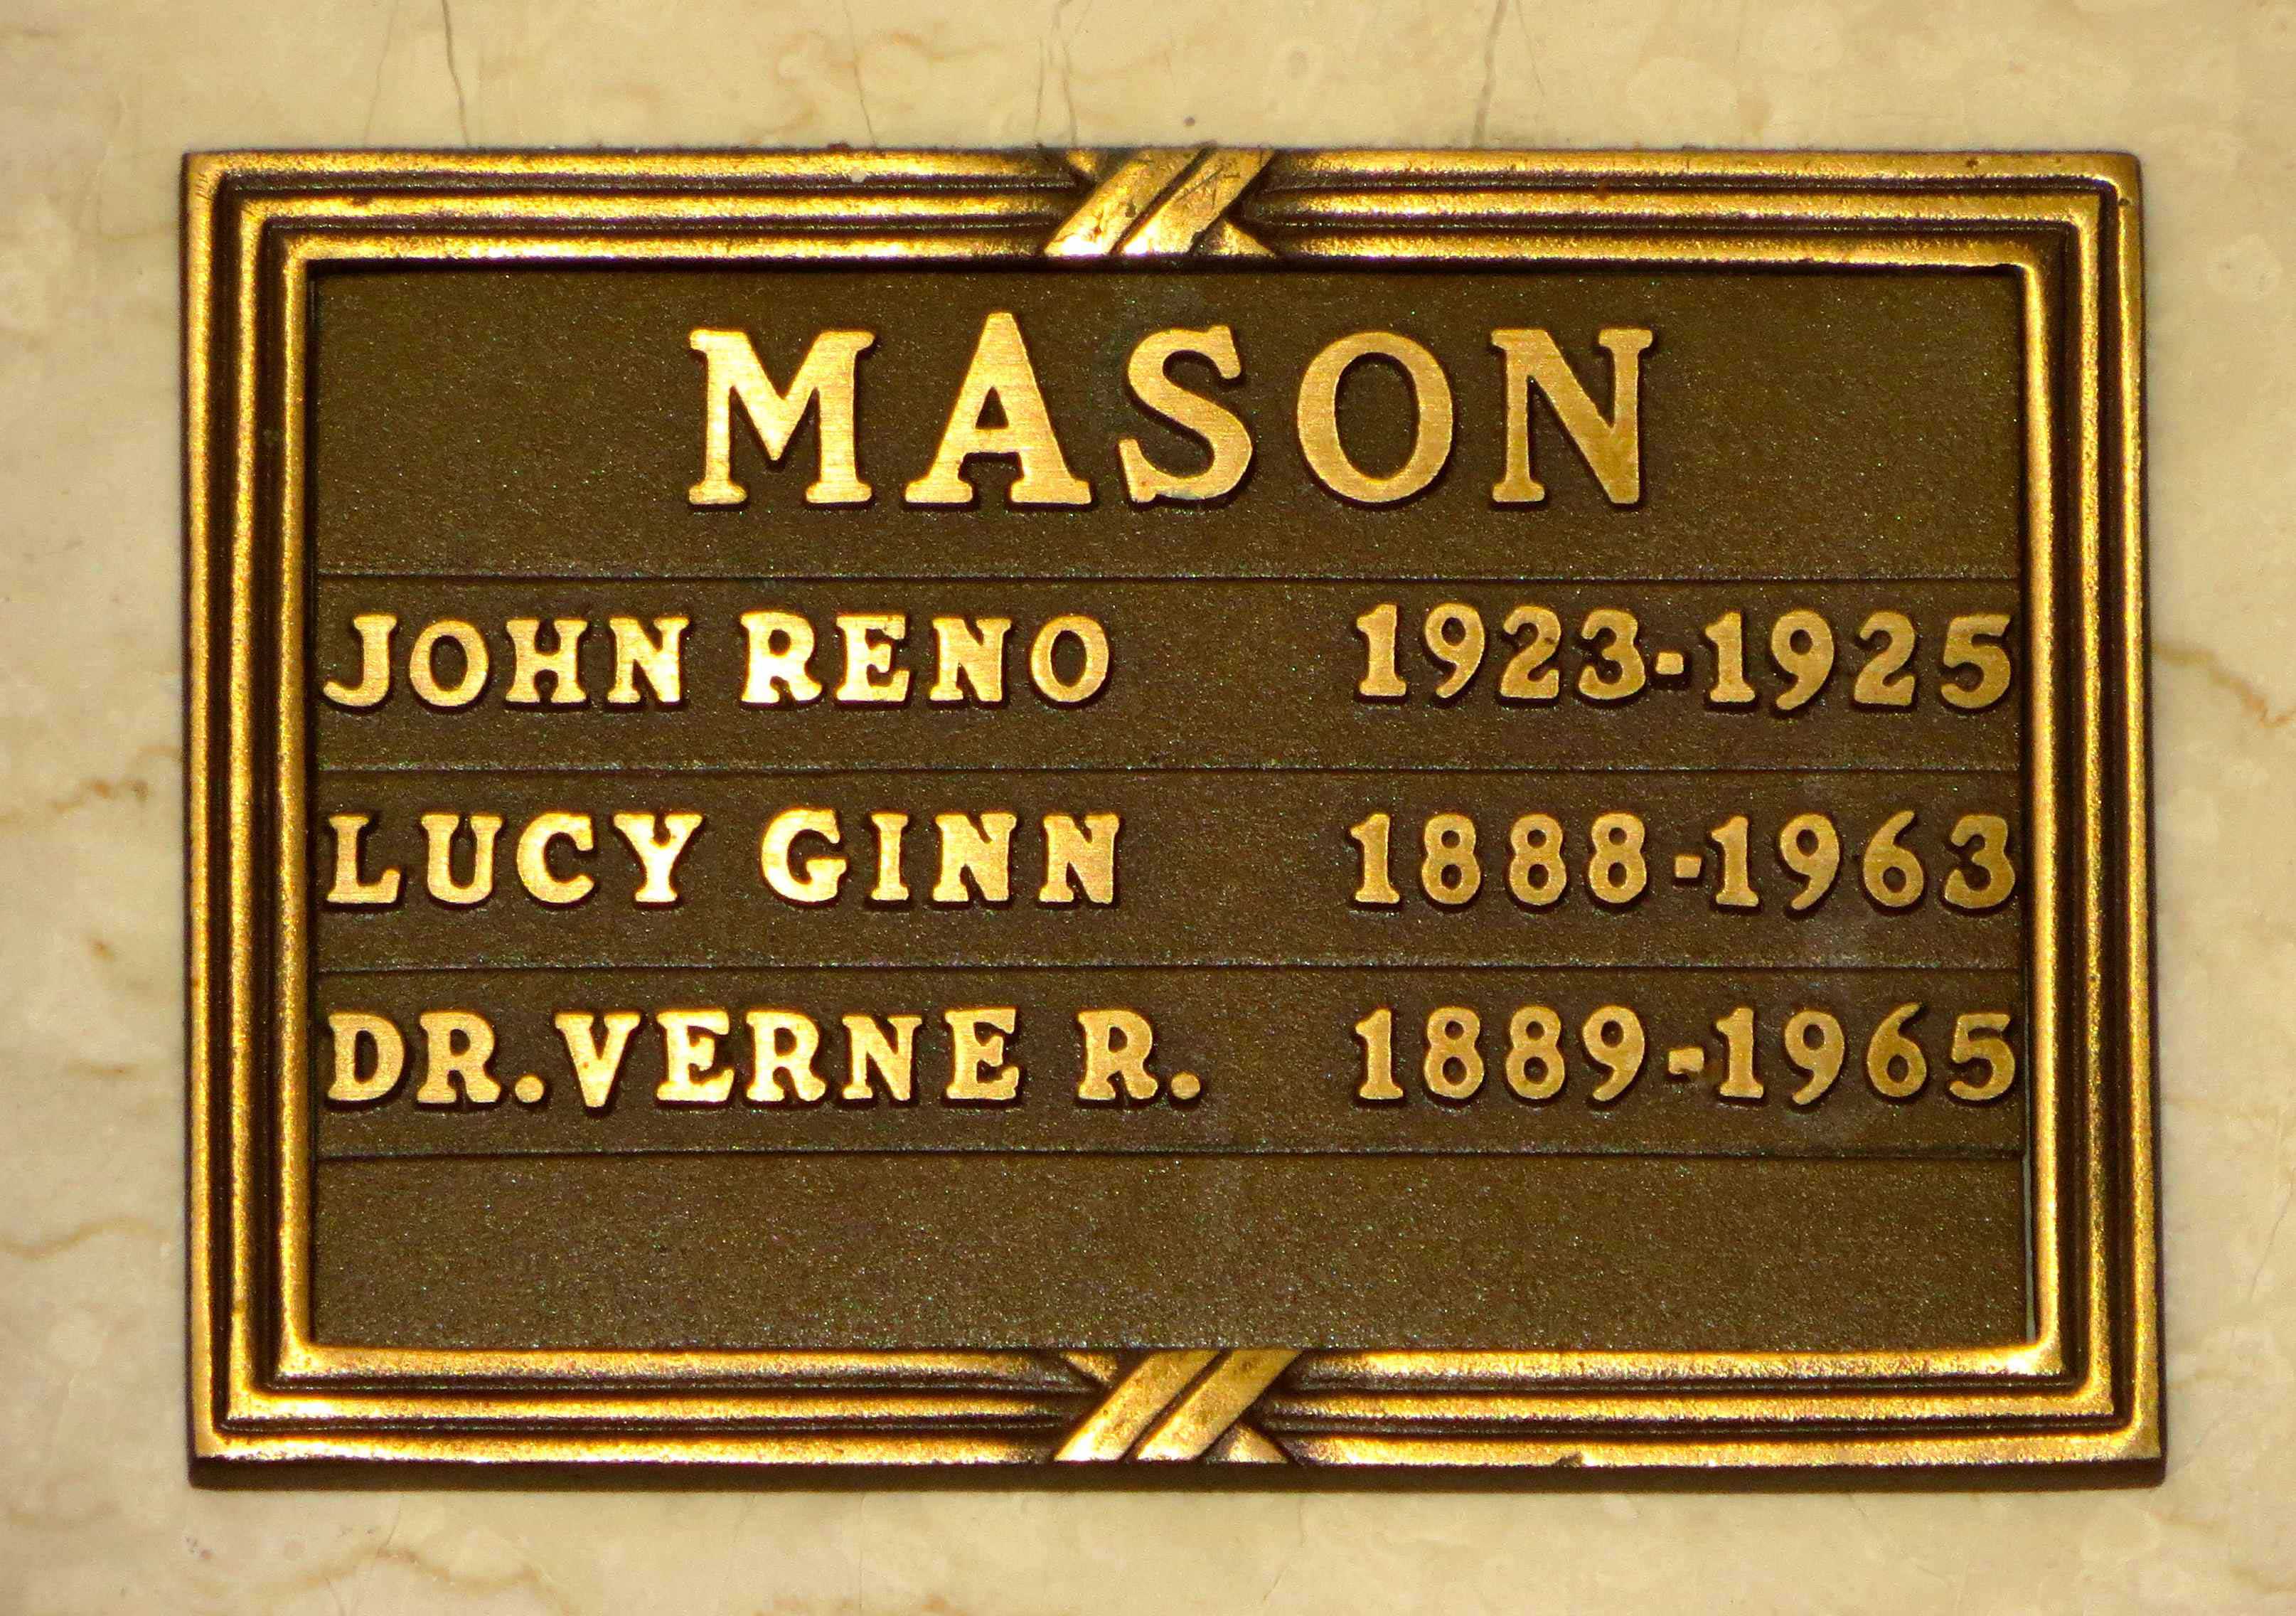 MASON
JOHN RENO 1923-1925
LUCY GINN 1888-1963
DR. VERNE R. 1889-1965